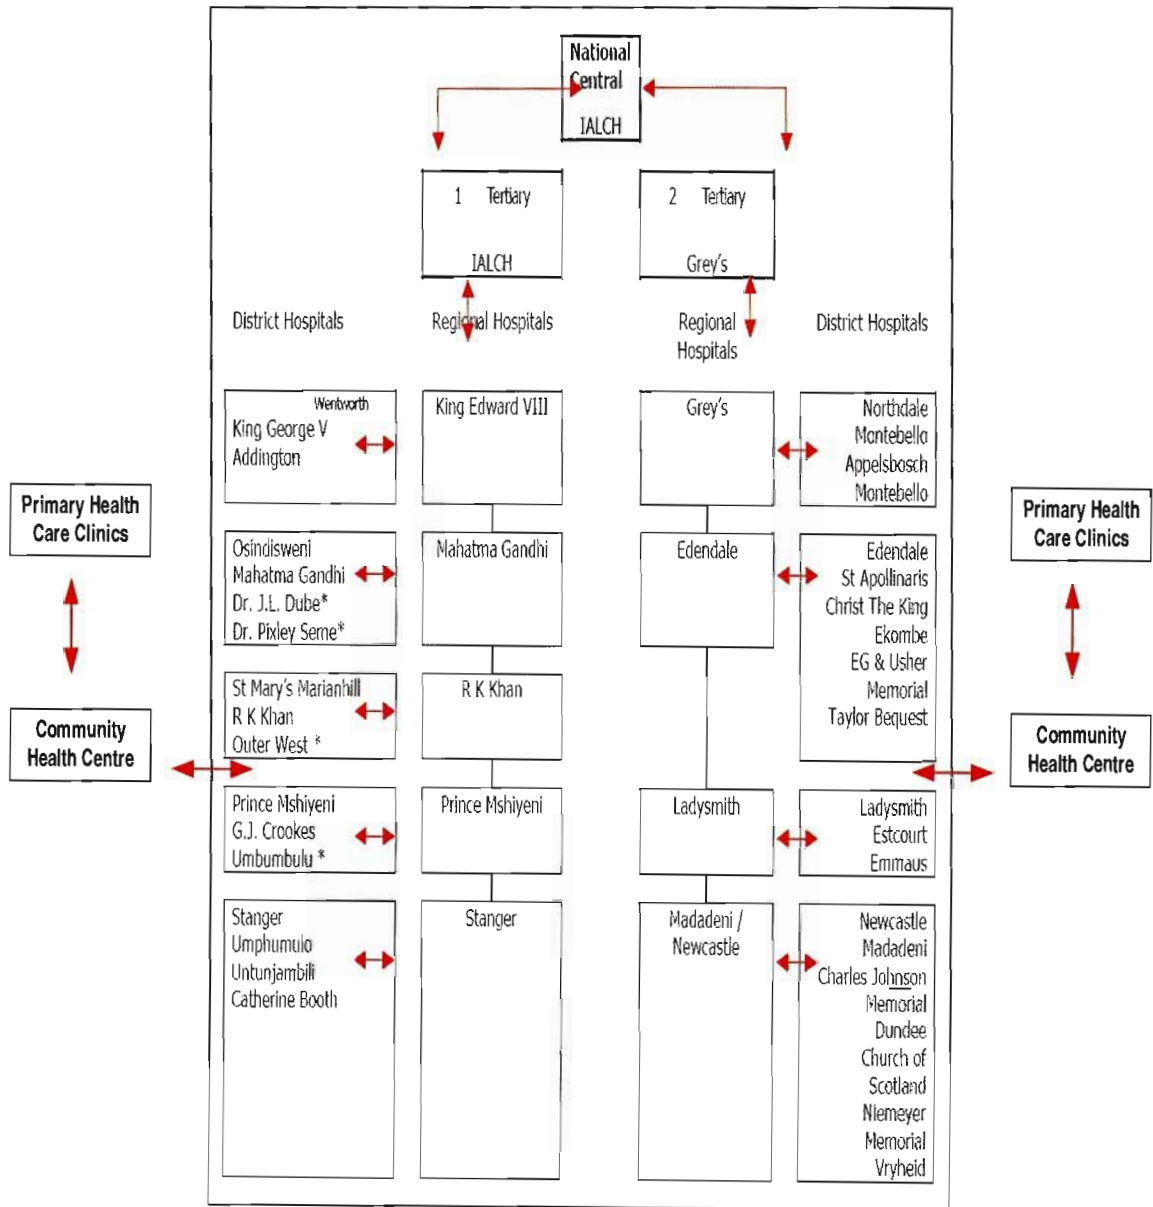 National
Central
IALCH
1 Tertiary
IALCH
2 Tertiary
Grey's
District Hospitals
Regional Hospitals
Regional
Hospitals
District Hospitals
Wentworth
King George V
Addington
King Edward VIII
Grey's
Northdale
Montebello
Appelsbosch
Montebello
Primary Health
Care Clinics
Primary Health
Care Clinics
Osindisweni
Mahatma Gandhi
Dr. J.L. Dube*
Dr. Pixley Seme*
Mahatma Gandhi
Edendale
Edendale
St Apollinaris
Christ The King
Ekombe
EG & Usher
Memorial
Taylor Bequest
St Mary's Marianhill
R K Khan
Outer West *
R K Khan
Community
Health Centre
Community
Health Centre
Prince Mshiyeni
G.J. Crookes
Umbumbulu *
Prince Mshiyeni
Ladysmith
Ladysmith
Estcourt
Emmaus
Stanger
Umphumulo
Untunjambili
Catherine Booth
Stanger
Madadeni /
Newcastle
Newcastle
Madadeni
Charles Johnson
Memorial
Dundee
Church of
Scotland
Niemeyer
Memorial
Vryheid